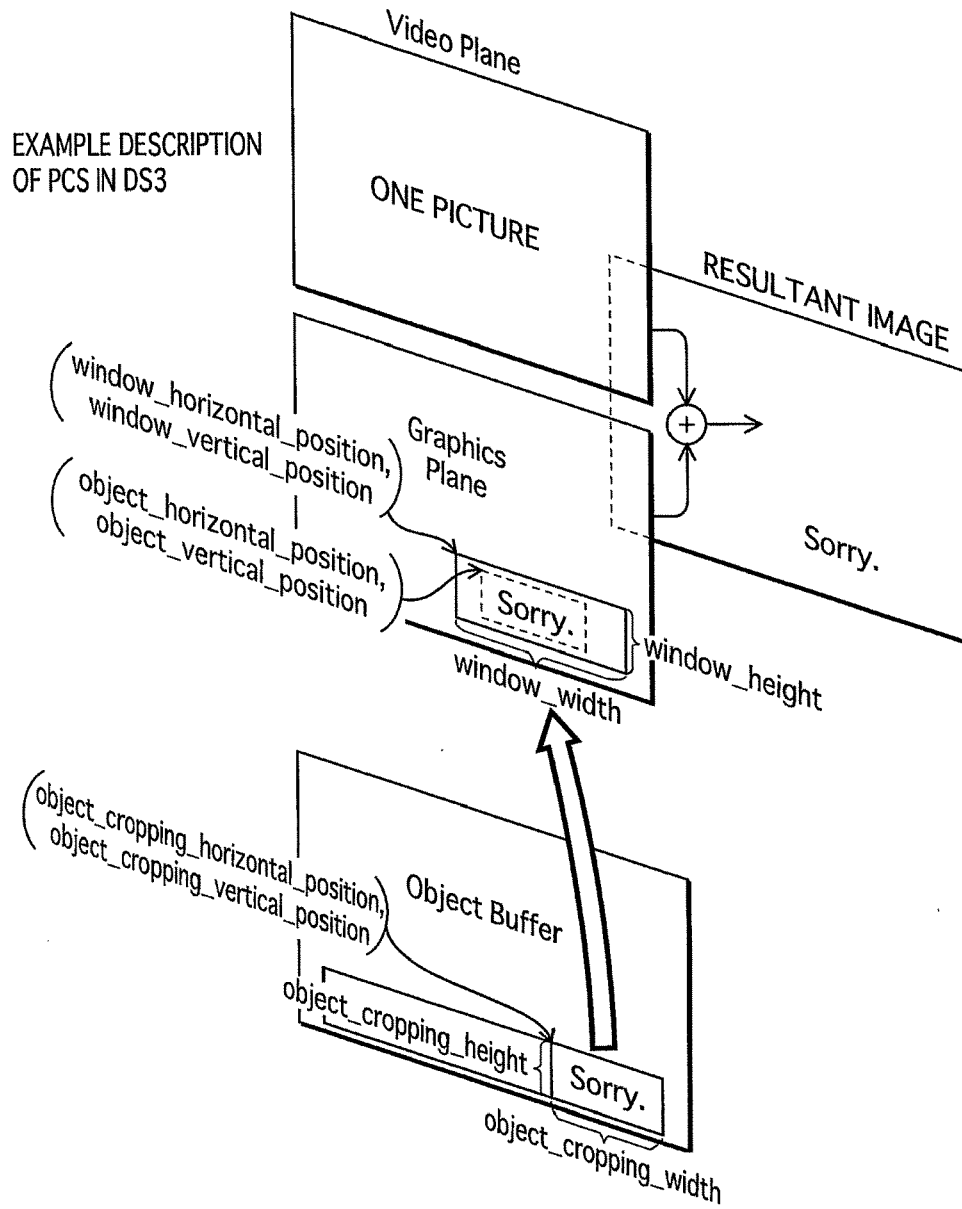 Video Plane
EXAMPLE DESCRIPTION
OF PCS IN DS3
ONE PICTURE
RESULTANT IMAGE
(window_horizontal_position,
window_vertical_position)
Graphics
Plane
(object_horizontal_position,
object_vertical_position)
+
Sorry.
Sorry.
window_height
window_width
(object_cropping_horizontal_position,
object_cropping_vertical_position)
Object Buffer
object_cropping_height
Sorry.
object_cropping_width